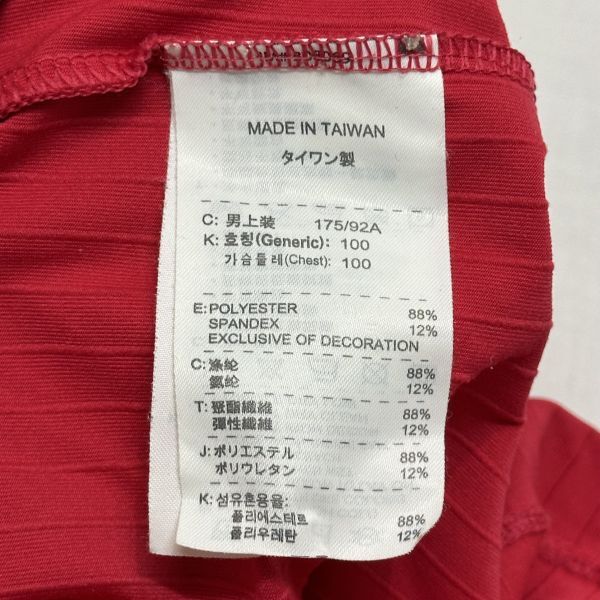 MADE IN TAIWAN
タイワン製
C: 男上装 175/92A
K: 호칭(Generic): 100
가슴둘레(Chest): 100
E: POLYESTER 88%
SPANDEX 12%
EXCLUSIVE OF DECORATION
C: 涤纶 88%
氨纶 12%
T: 聚酯纖維 88%
彈性纖維 12%
J: ポリエステル 88%
ポリウレタン 12%
K: 섬유혼용율:
폴리에스테르 88%
폴리우레탄 12%